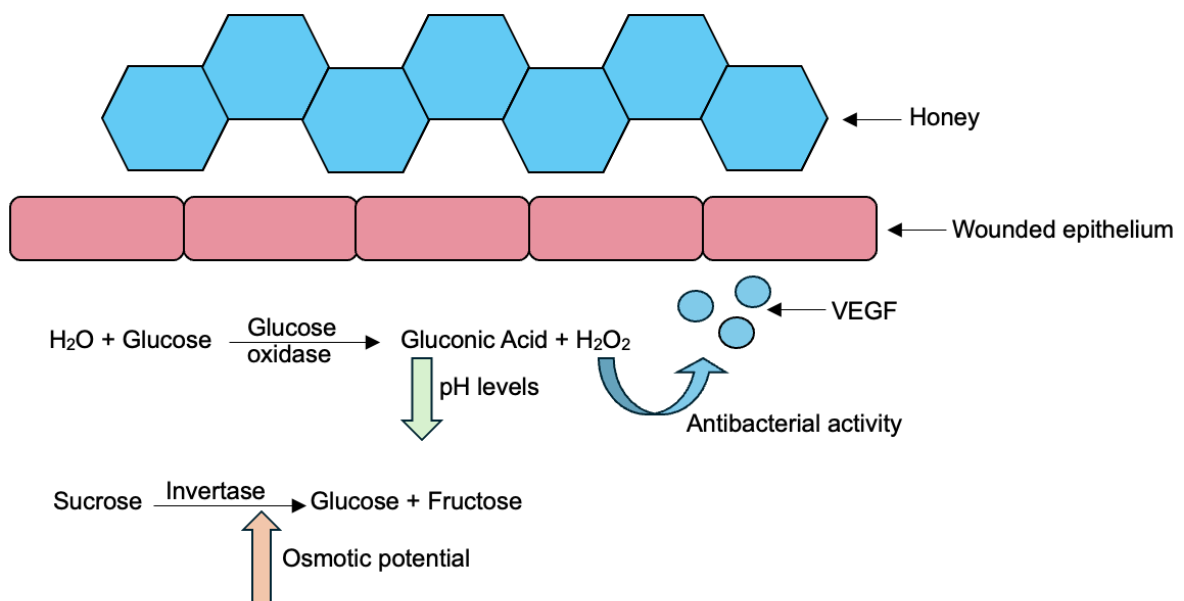 Honey
Wounded epithelium
VEGF
H₂O + Glucose
Glucose
oxidase
Gluconic Acid + H₂O₂
pH levels
Antibacterial activity
Sucrose
Invertase
Glucose + Fructose
Osmotic potential